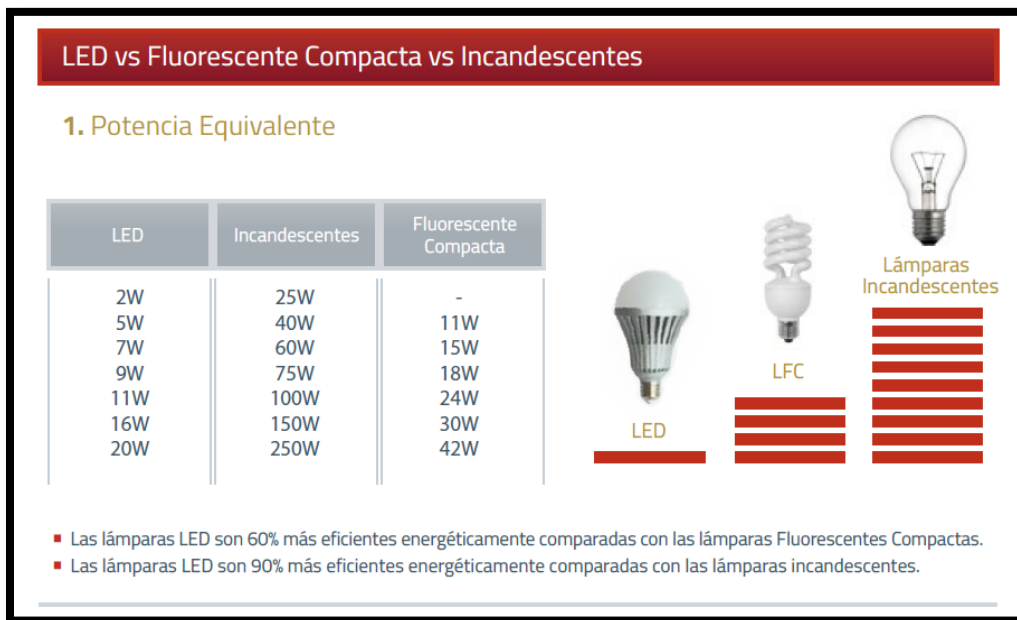 LED vs Fluorescente Compacta vs Incandescentes
1. Potencia Equivalente
LED Incandescentes Fluorescente Compacta
2W 25W -
5W 40W 11W
7W 60W 15W
9W 75W 18W
11W 100W 24W
16W 150W 30W
20W 250W 42W
LED
LFC
Lámparas
Incandescentes
Las lámparas LED son 60% más eficientes energéticamente comparadas con las lámparas Fluorescentes Compactas.
Las lámparas LED son 90% más eficientes energéticamente comparadas con las lámparas incandescentes.